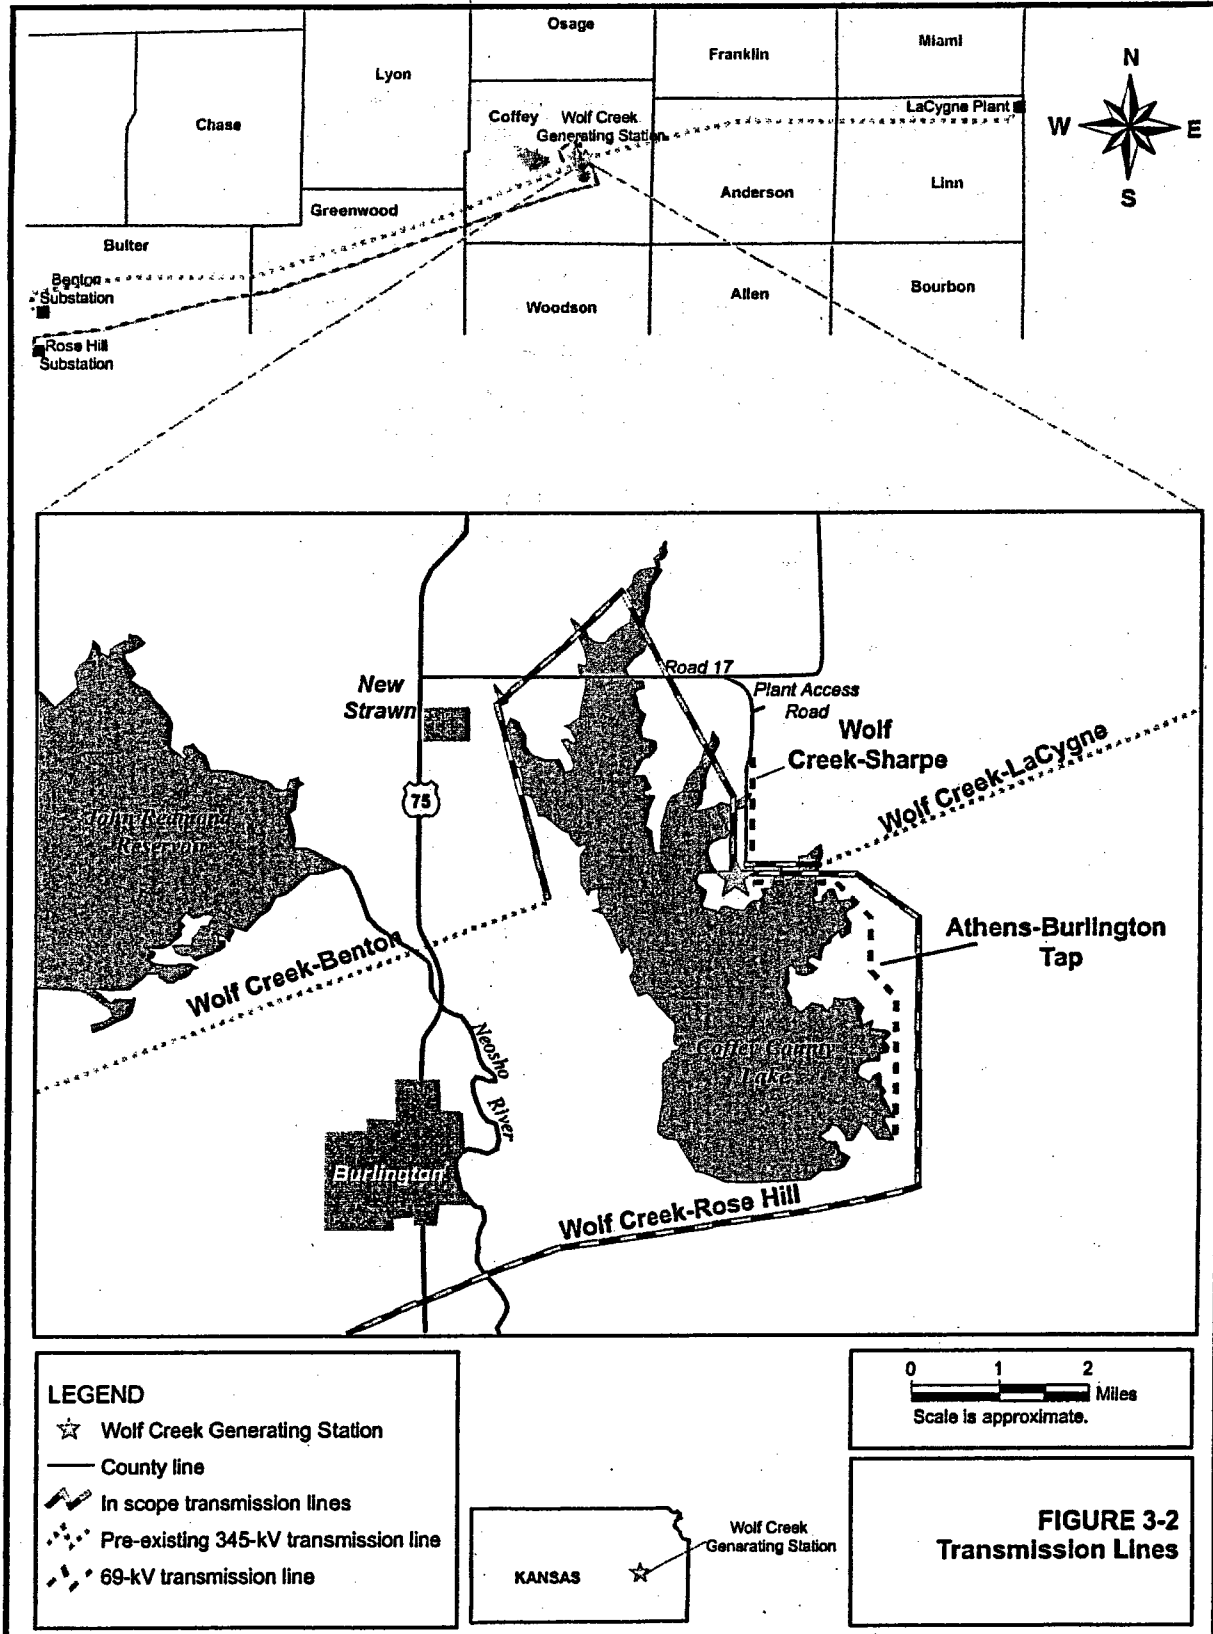 Osage
Franklin
Miami
Lyon
Chase
Coffey
Wolf Creek
Generating Station
LaCygne Plant
N
W
E
S
Anderson
Linn
Greenwood
Bulter
Benton
Substation
Woodson
Allen
Bourbon
Rose Hill
Substation
Road 17
New
Strawn
Plant Access
Road
Wolf
Creek-Sharpe
Wolf Creek-LaCygne
75
John Redmond
Reservoir
Athens-Burlington
Tap
Wolf Creek-Benton
Neosho
River
Coffey County
Lake
Burlington
Wolf Creek-Rose Hill
LEGEND
Wolf Creek Generating Station
County line
In scope transmission lines
Pre-existing 345-kV transmission line
69-kV transmission line
0 1 2
Miles
Scale is approximate.
KANSAS
Wolf Creek
Generating Station
FIGURE 3-2
Transmission Lines